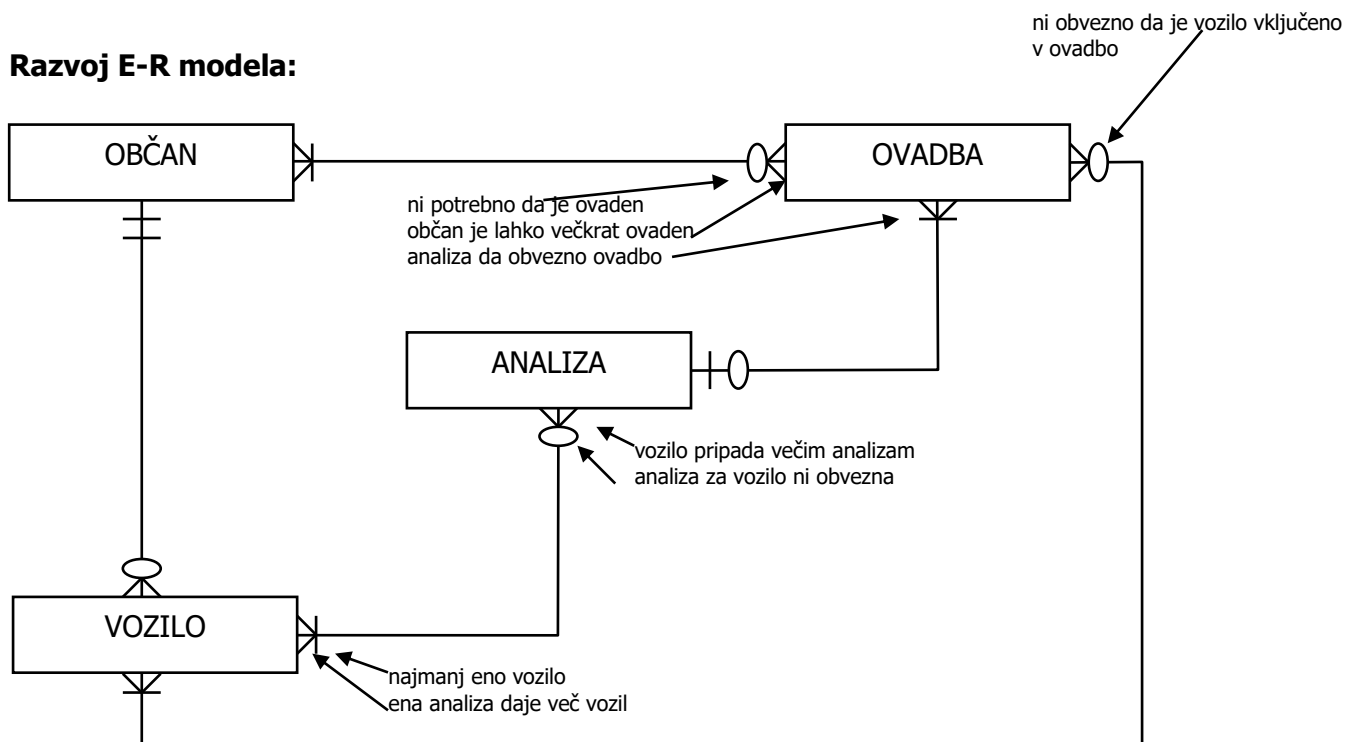 ni obvezno da je vozilo vključeno
v ovadbo
Razvoj E-R modela:
OBČAN
OVADBA
ni potrebno da je ovaden
občan je lahko večkrat ovaden
analiza da obvezno ovadbo
ANALIZA
vozilo pripada večim analizam
analiza za vozilo ni obvezna
VOZILO
najmanj eno vozilo
ena analiza daje več vozil